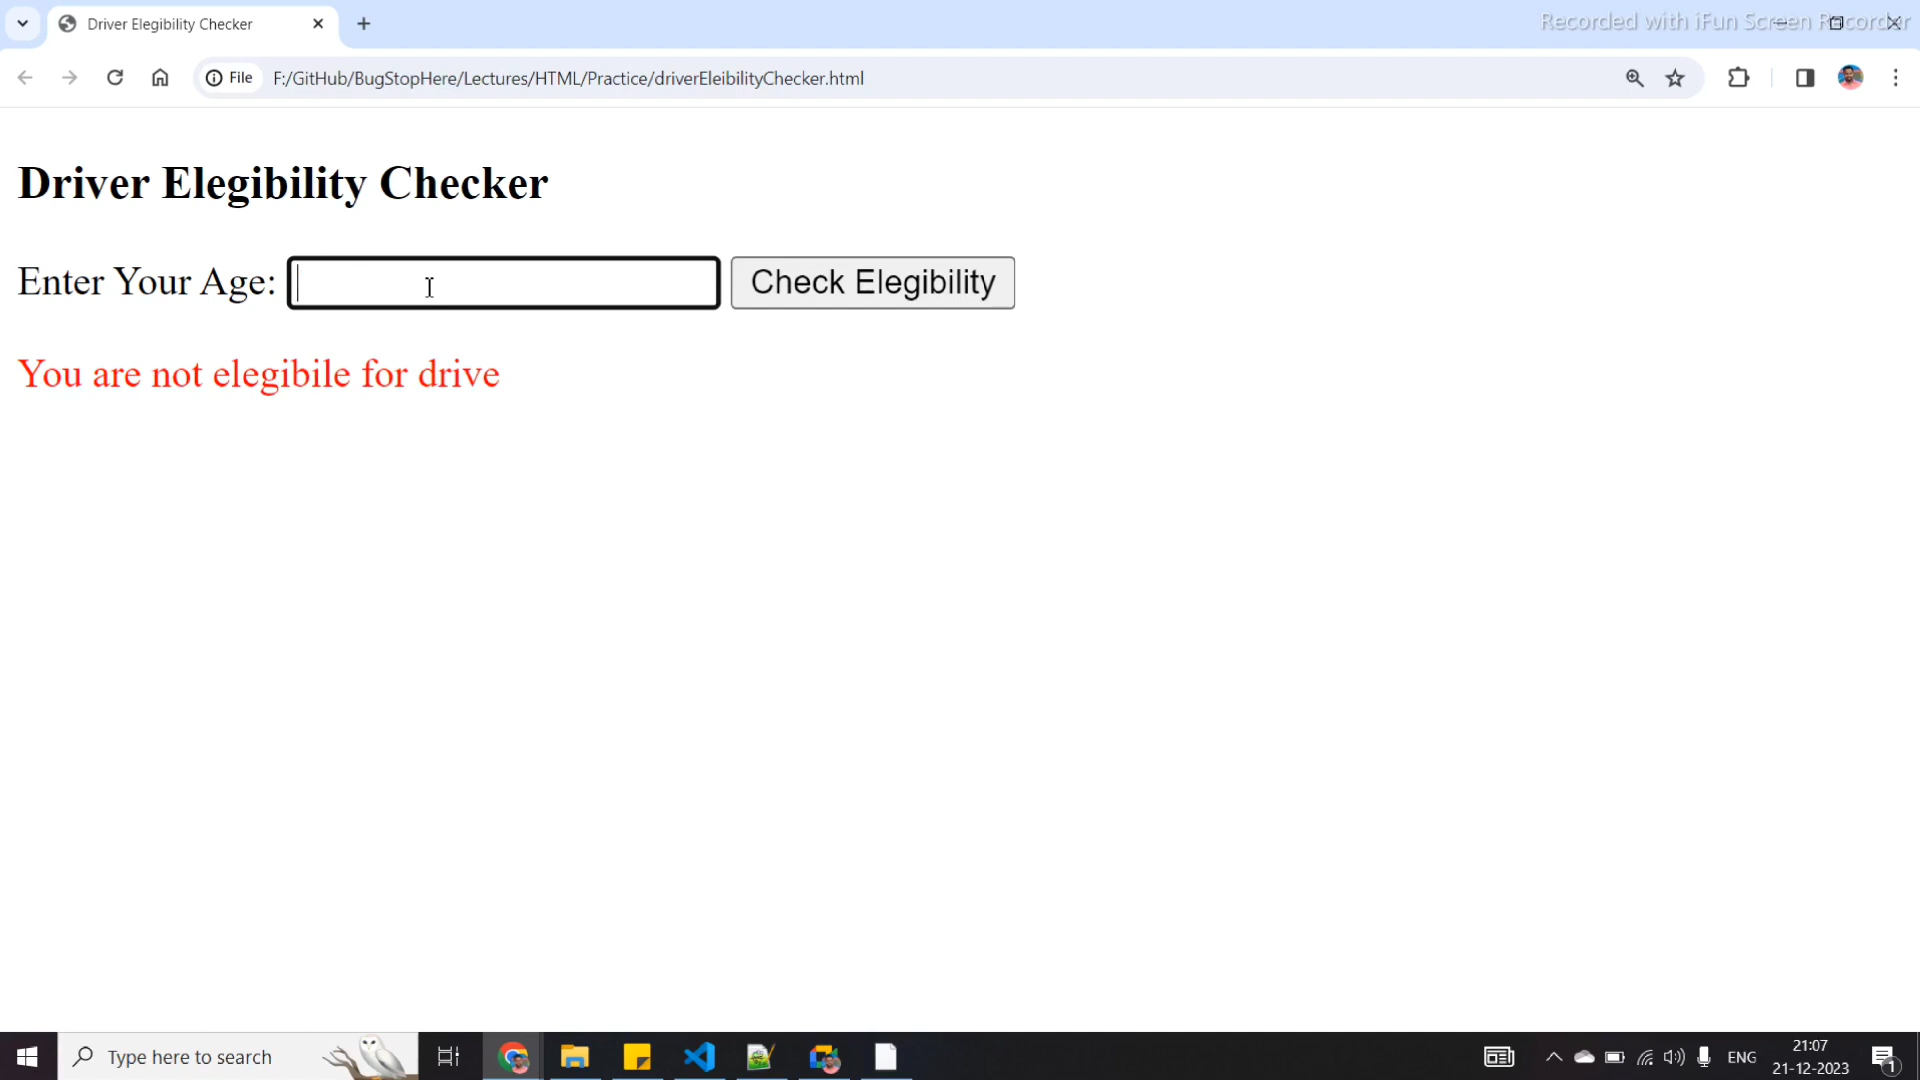 Driver Elegibility Checker
Recorded with iFun Screen Recorder
File
F:/GitHub/BugStopHere/Lectures/HTML/Practice/driverEleibilityChecker.html
Driver Elegibility Checker
Enter Your Age:
Check Elegibility
You are not elegibile for drive
Type here to search
ENG
21:07
21-12-2023
1